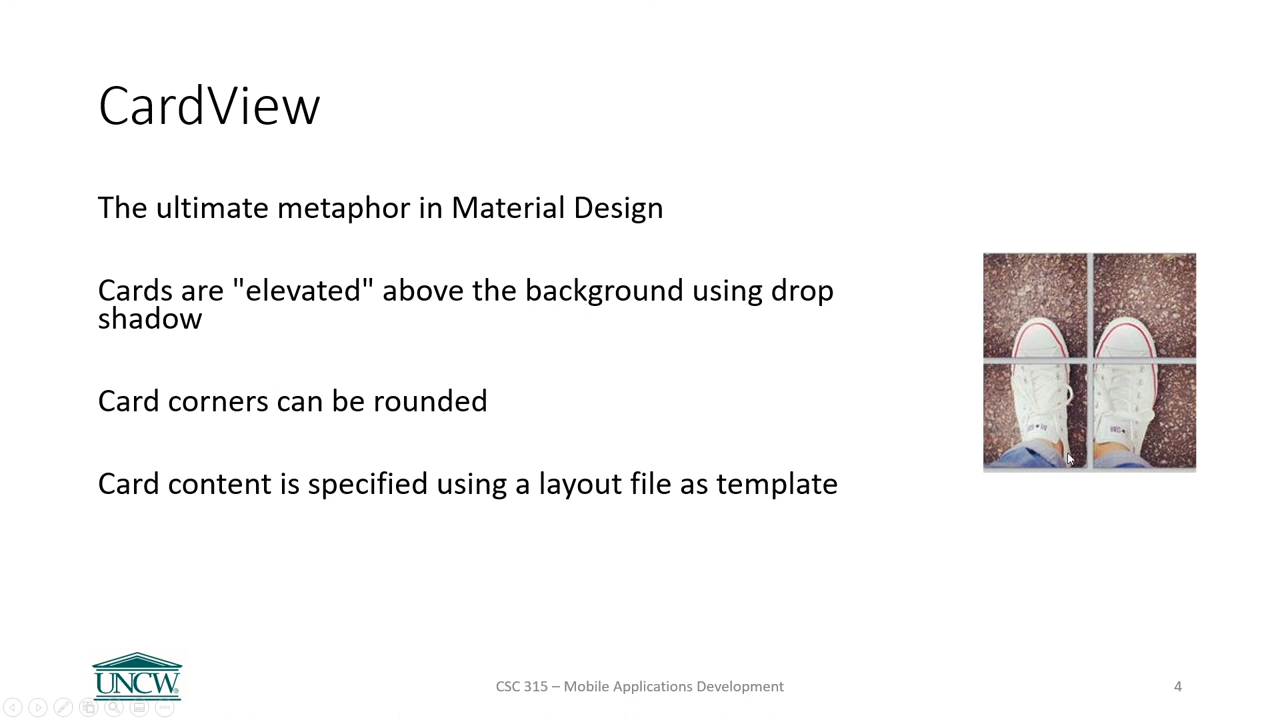 CardView
The ultimate metaphor in Material Design
Cards are "elevated" above the background using drop
shadow
Card corners can be rounded
Card content is specified using a layout file as template
UNCW
CSC 315 – Mobile Applications Development
4